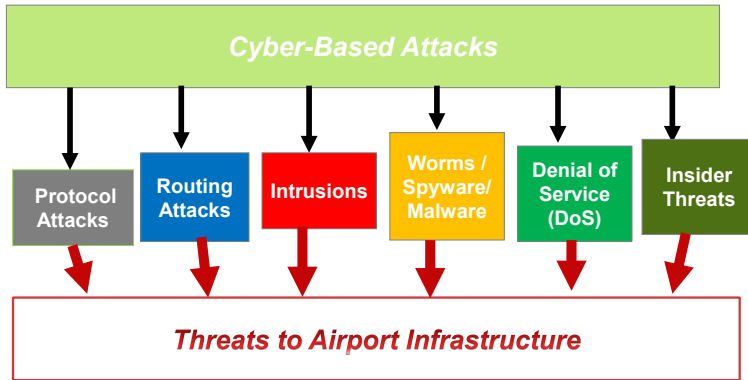 Cyber-Based Attacks
Protocol
Attacks
Routing
Attacks
Intrusions
Worms /
Spyware/
Malware
Denial of
Service
(DoS)
Insider
Threats
Threats to Airport Infrastructure